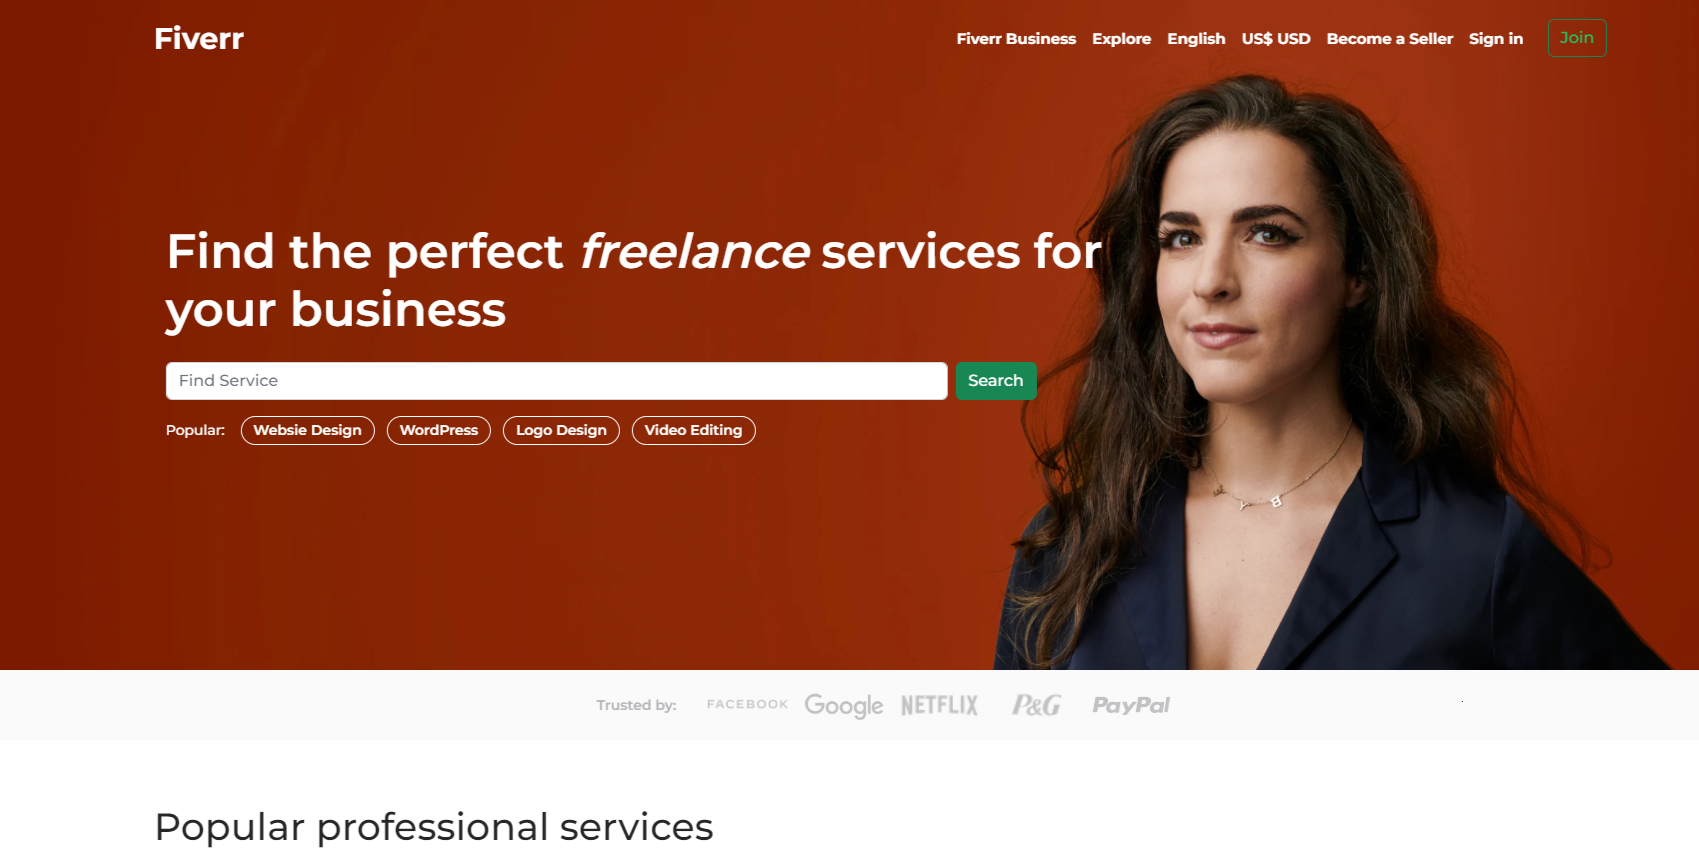 Fiverr
Fiverr Business Explore English US$ USD Become a Seller Sign in Join
Find the perfect freelance services for
your business
Find Service Search
Popular: Websie Design WordPress Logo Design Video Editing
Trusted by: FACEBOOK Google NETFLIX P&G PayPal
Popular professional services